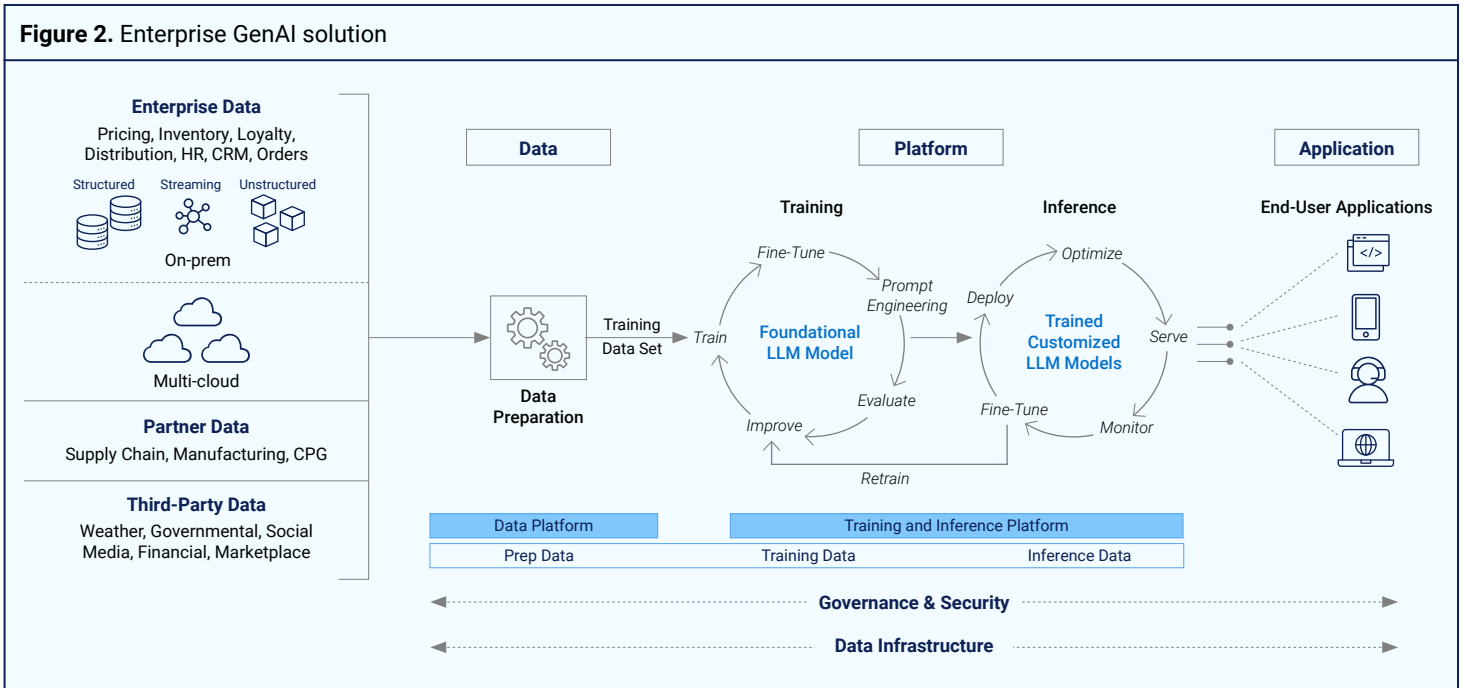 Figure 2. Enterprise GenAI solution
Enterprise Data
Pricing, Inventory, Loyalty,
Distribution, HR, CRM, Orders
Structured
Streaming
Unstructured
On-prem
Multi-cloud
Partner Data
Supply Chain, Manufacturing, CPG
Third-Party Data
Weather, Governmental, Social
Media, Financial, Marketplace
Data
Data
Preparation
Training
Data Set
Platform
Training
Fine-Tune
Prompt
Engineering
Evaluate
Improve
Train
Foundational
LLM Model
Inference
Optimize
Serve
Monitor
Fine-Tune
Deploy
Trained
Customized
LLM Models
Retrain
Application
End-User Applications
</>
Data Platform
Training and Inference Platform
Prep Data
Training Data
Inference Data
Governance & Security
Data Infrastructure